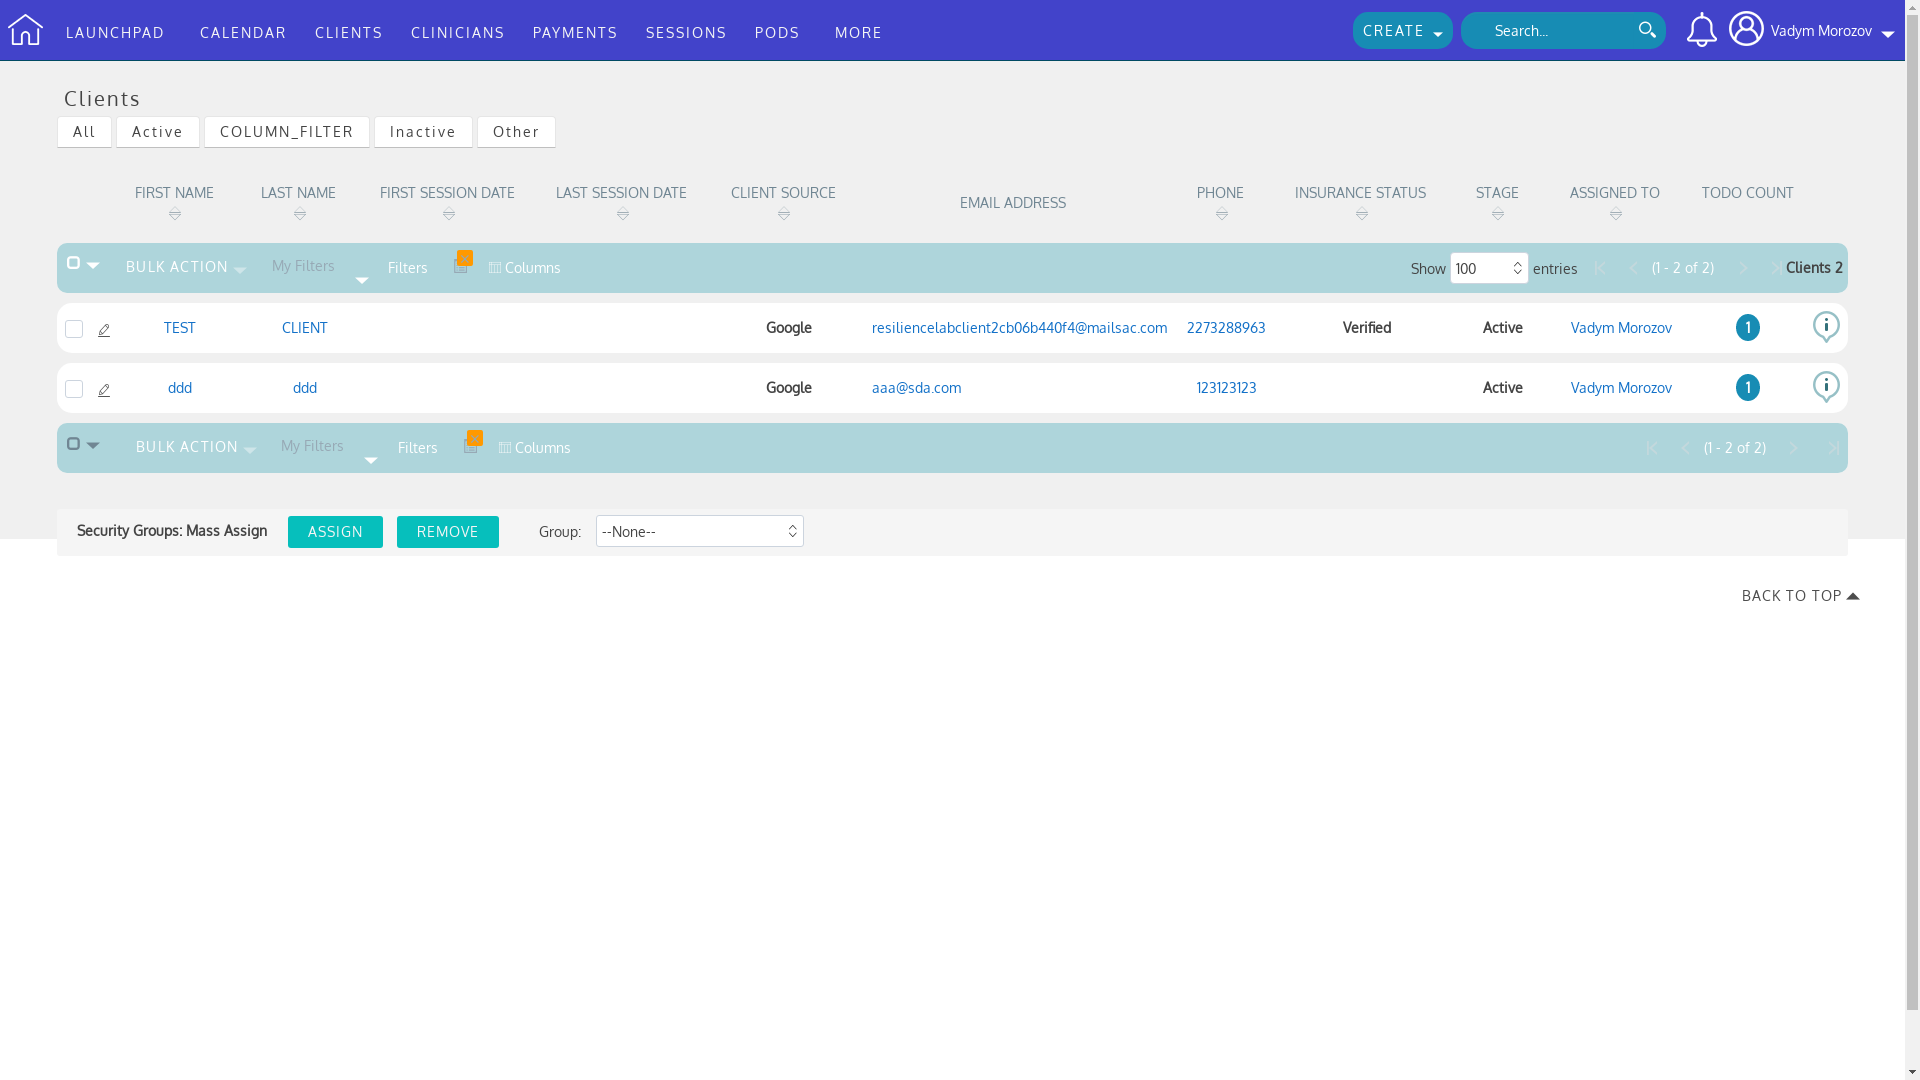 LAUNCHPAD CALENDAR CLIENTS CLINICIANS PAYMENTS SESSIONS PODS MORE CREATE Search... Vadym Morozov
Clients
All Active COLUMN_FILTER Inactive Other
FIRST NAME LAST NAME FIRST SESSION DATE LAST SESSION DATE CLIENT SOURCE EMAIL ADDRESS PHONE INSURANCE STATUS STAGE ASSIGNED TO TODO COUNT
BULK ACTION My Filters Filters Columns Show 100 entries (1 - 2 of 2) Clients 2
TEST CLIENT Google resiliencelabclient2cb06b440f4@mailsac.com 2273288963 Verified Active Vadym Morozov 1
ddd ddd Google aaa@sda.com 123123123 Active Vadym Morozov 1
BULK ACTION My Filters Filters Columns (1 - 2 of 2)
Security Groups: Mass Assign ASSIGN REMOVE Group: --None--
BACK TO TOP